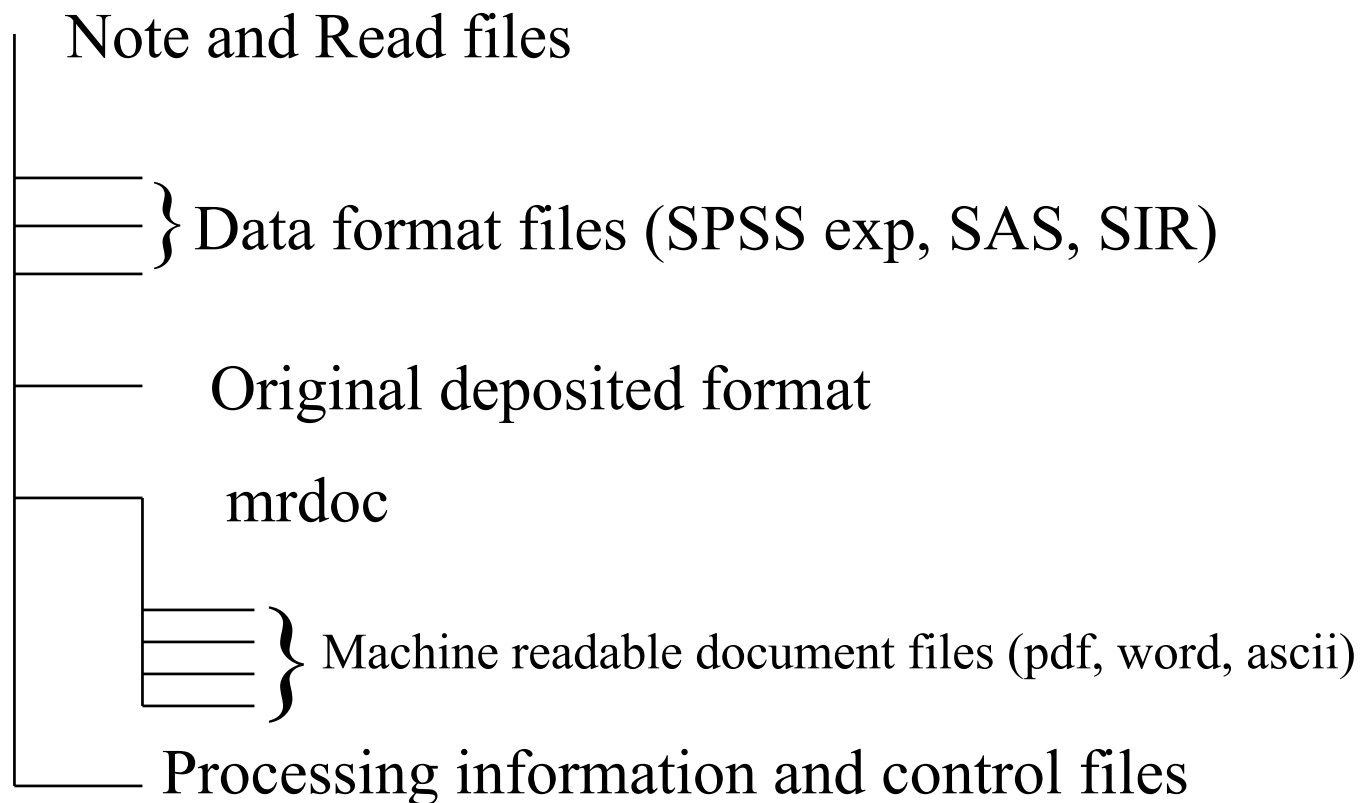 Note and Read files
Data format files (SPSS exp, SAS, SIR)
Original deposited format
mrdoc
Machine readable document files (pdf, word, ascii)
Processing information and control files